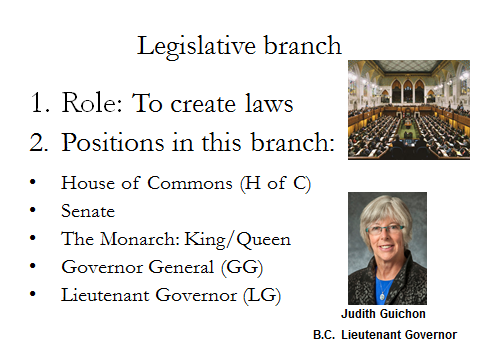 Legislative branch
1. Role: To create laws
2. Positions in this branch:
• House of Commons (H of C)
• Senate
• The Monarch: King/Queen
• Governor General (GG)
• Lieutenant Governor (LG)
Judith Guichon
B.C. Lieutenant Governor